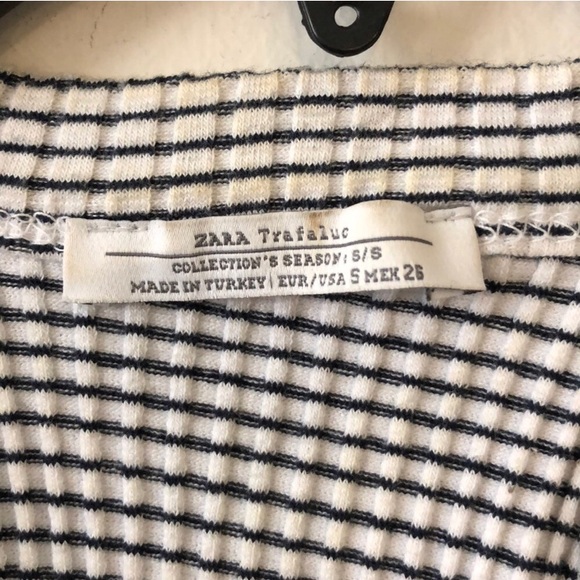 ZARA Trafaluc
COLLECTION'S SEASON: S/S
MADE IN TURKEY | EUR/USA S MEX 26